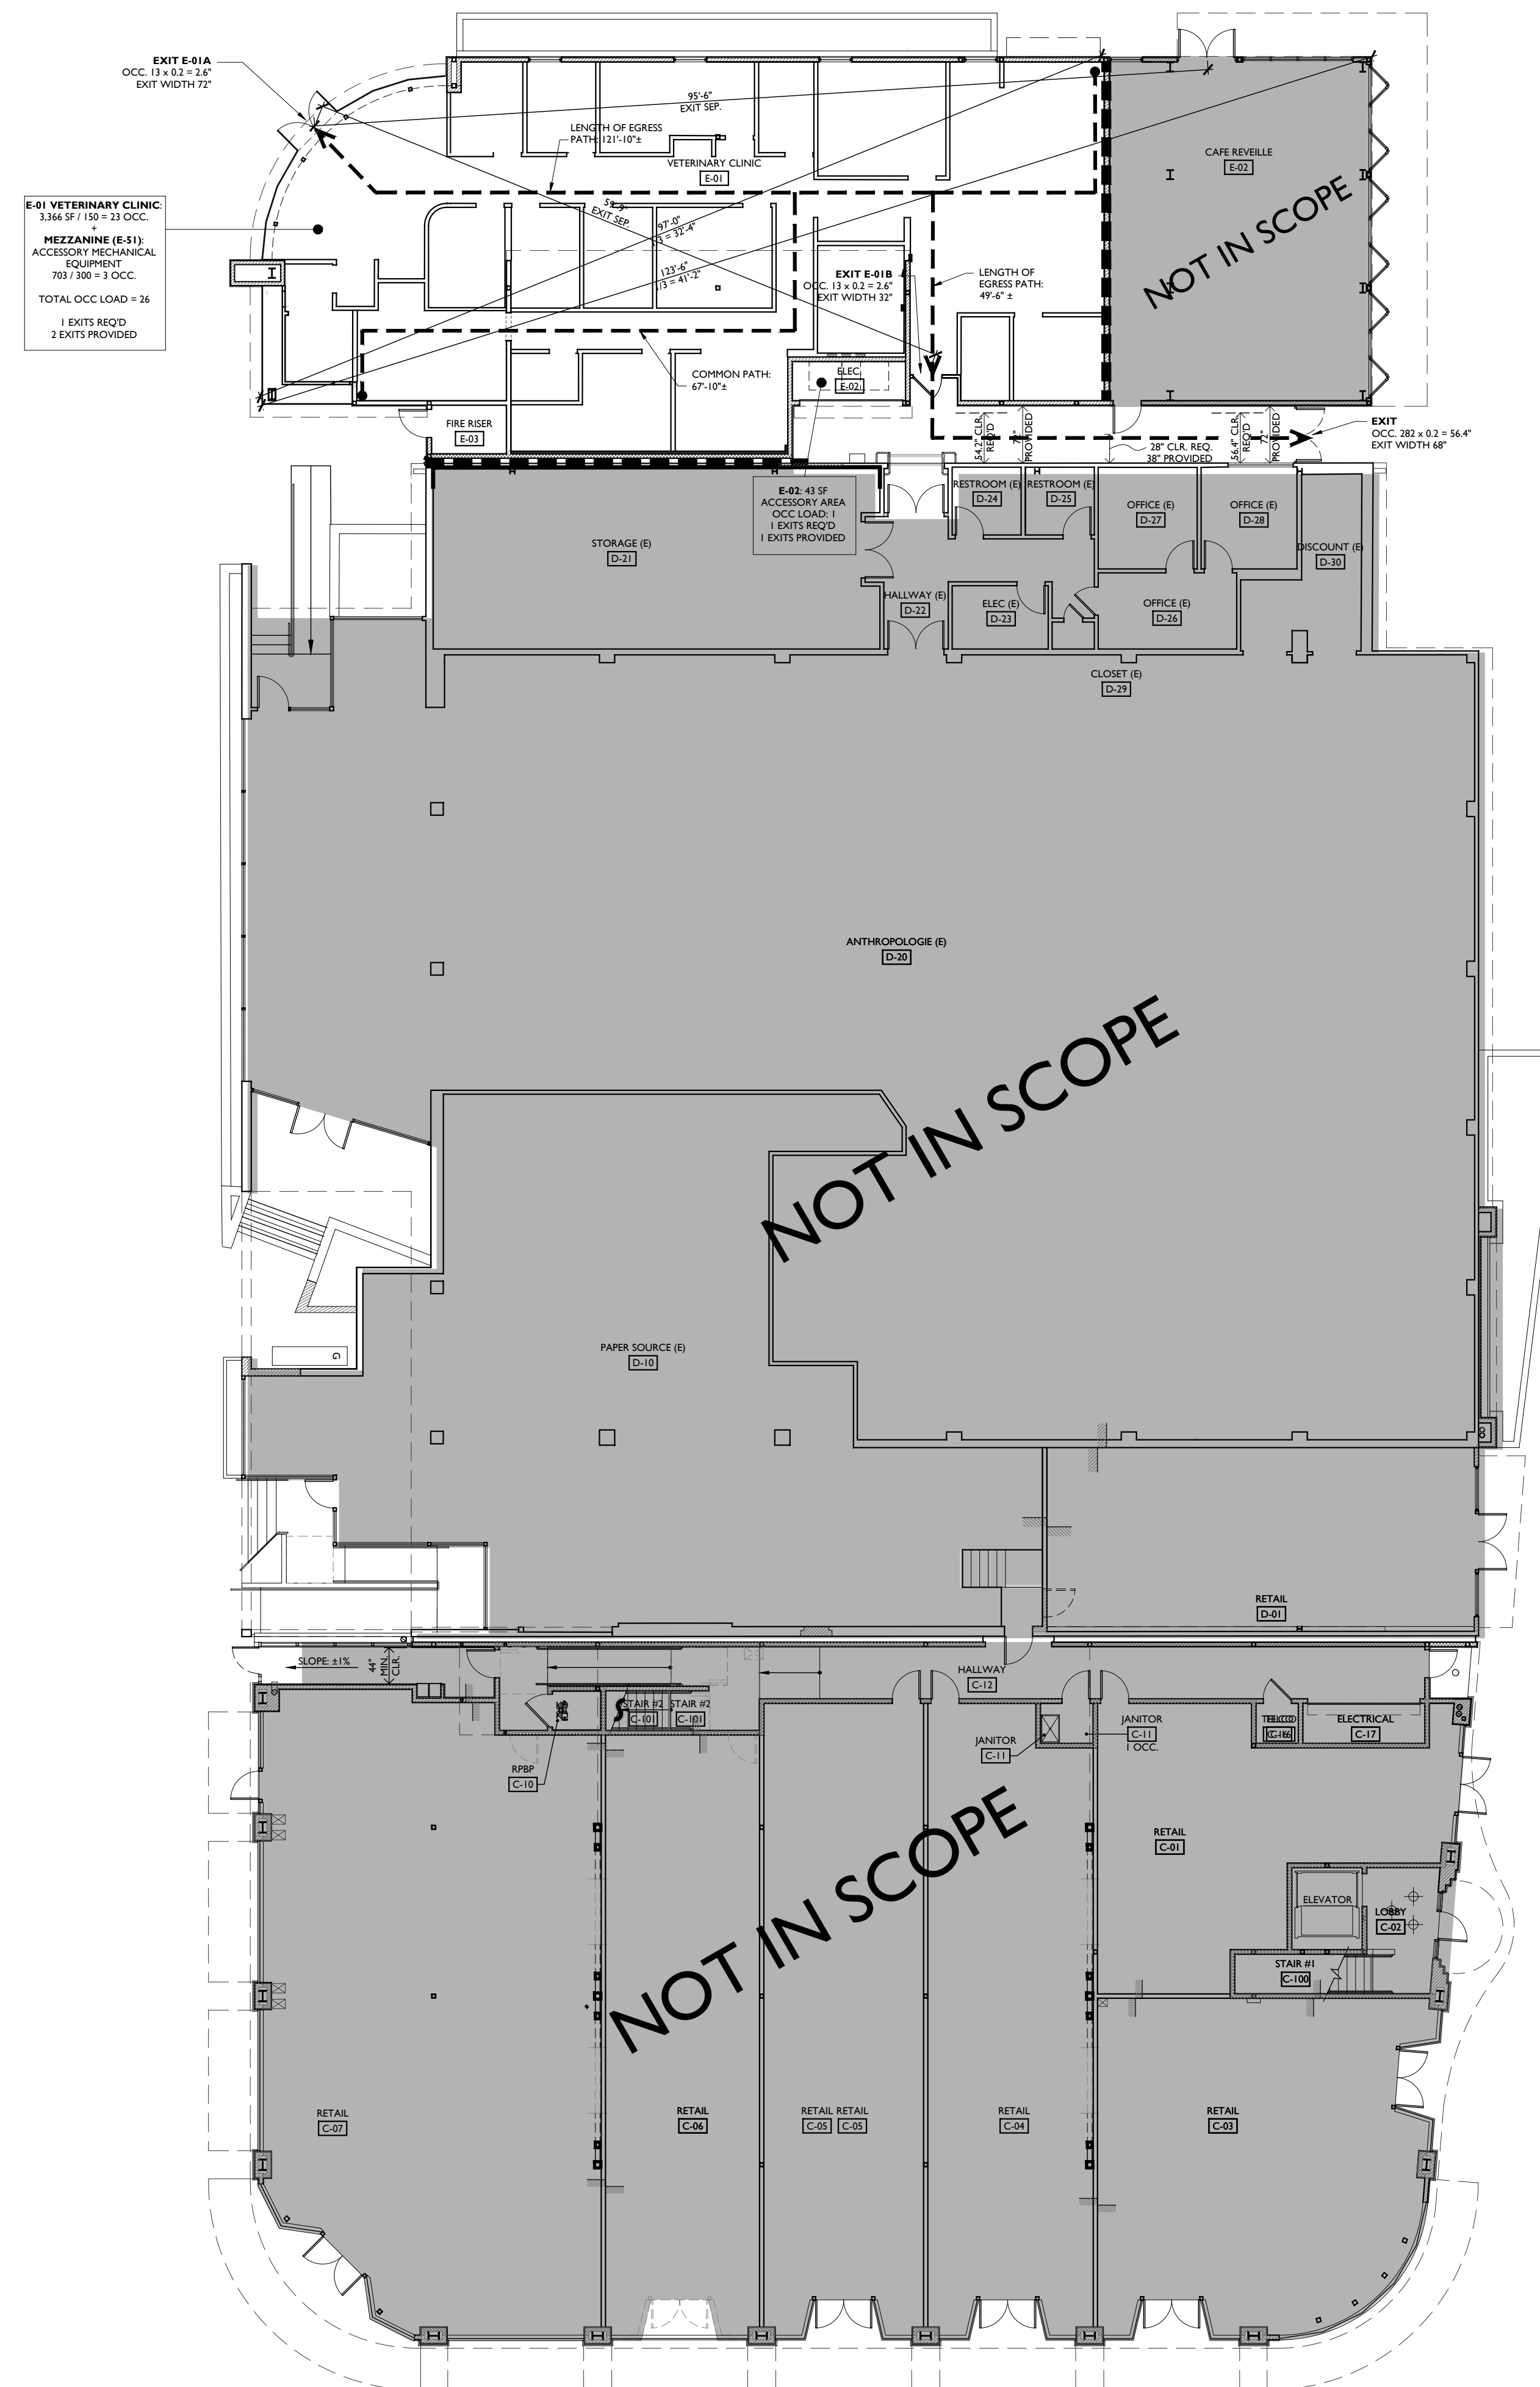 EXIT E-01A
OCC. 13 x 0.2 = 2.6"
EXIT WIDTH 72"
95'-6"
EXIT SEP.
LENGTH OF EGRESS
PATH: 121'-10"±
VETERINARY CLINIC
E-01
CAFE REVEILLE
E-02
NOT IN SCOPE
E-01 VETERINARY CLINIC:
3,366 SF / 150 = 23 OCC.
+
MEZZANINE (E-51):
ACCESSORY MECHANICAL
EQUIPMENT
703 / 300 = 3 OCC.
TOTAL OCC LOAD = 26
1 EXITS REQ'D
2 EXITS PROVIDED
EXIT SEP.
97'-0"
1/3 = 32'-4"
123'-6"
1/3 = 41'-2"
EXIT E-01B
OCC. 13 x 0.2 = 2.6"
EXIT WIDTH 32"
LENGTH OF
EGRESS PATH:
49'-6" ±
COMMON PATH:
67'-10"±
ELEC.
E-02
FIRE RISER
E-03
54.2" CLR.
REQ'D
72"
PROVIDED
28" CLR. REQ.
38" PROVIDED
56.4" CLR.
REQ'D
72"
PROVIDED
EXIT
OCC. 282 x 0.2 = 56.4"
EXIT WIDTH 68"
E-02: 43 SF
ACCESSORY AREA
OCC LOAD: 1
1 EXITS REQ'D
1 EXITS PROVIDED
RESTROOM (E)
D-24
RESTROOM (E)
D-25
OFFICE (E)
D-27
OFFICE (E)
D-28
STORAGE (E)
D-21
DISCOUNT (E)
D-30
HALLWAY (E)
D-22
ELEC (E)
D-23
OFFICE (E)
D-26
CLOSET (E)
D-29
ANTHROPOLOGIE (E)
D-20
NOT IN SCOPE
G
PAPER SOURCE (E)
D-10
RETAIL
D-01
SLOPE: ±1%
44"
MIN.
CLR.
HALLWAY
C-12
STAIR #2
C-101
STAIR #2
C-101
JANITOR
C-11
JANITOR
C-11
1 OCC.
TELCO
C-16
ELECTRICAL
C-17
RPBP
C-10
NOT IN SCOPE
RETAIL
C-01
ELEVATOR
LOBBY
C-02
STAIR #1
C-100
RETAIL
C-07
RETAIL
C-06
RETAIL
C-05
RETAIL
C-05
RETAIL
C-04
RETAIL
C-03